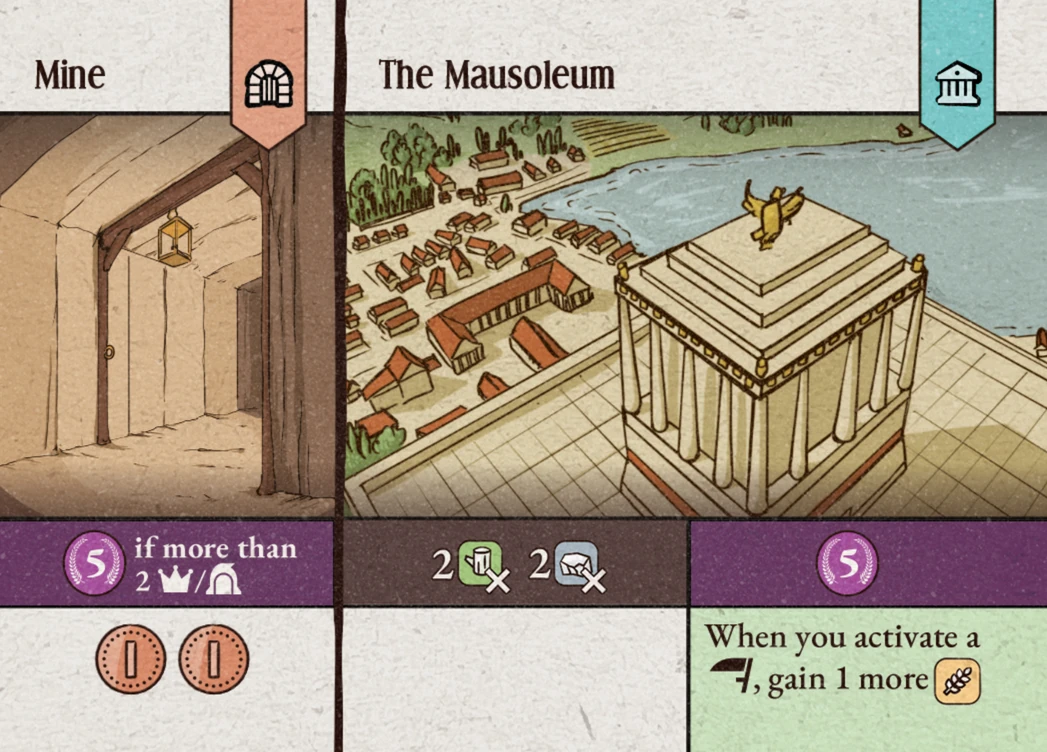 Mine
The Mausoleum
5 if more than
2 /
I I
2 2
5
When you activate a
, gain 1 more